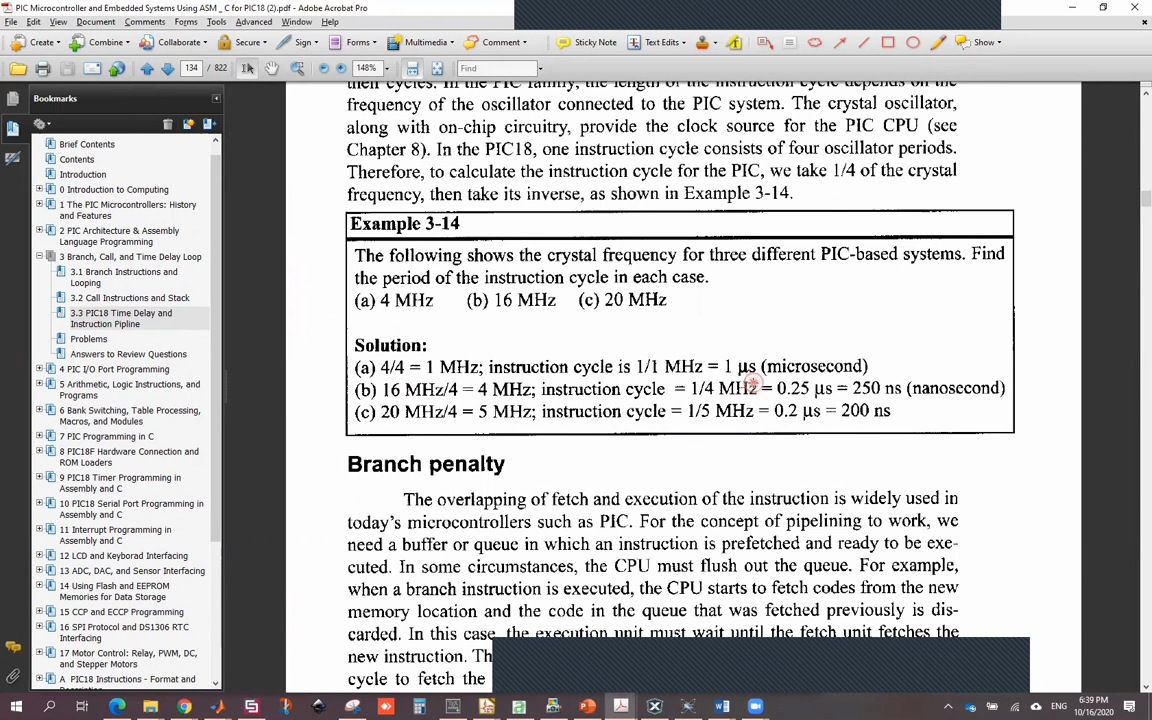 PIC Microcontroller and Embedded Systems Using ASM _ C for PIC18 (2).pdf - Adobe Acrobat Pro
File Edit View Document Comments Forms Tools Advanced Window Help
Create Combine Collaborate Secure Sign Forms Multimedia Comment Sticky Note Text Edits Show
134 / 822 148% Find
Bookmarks
Brief Contents
Contents
Introduction
0 Introduction to Computing
1 The PIC Microcontrollers: History
and Features
2 PIC Architecture & Assembly
Language Programming
3 Branch, Call, and Time Delay Loop
3.1 Branch Instructions and
Looping
3.2 Call Instructions and Stack
3.3 PIC18 Time Delay and
Instruction Pipline
Problems
Answers to Review Questions
4 PIC I/O Port Programming
5 Arithmetic, Logic Instructions, and
Programs
6 Bank Switching, Table Processing,
Macros, and Modules
7 PIC Programming in C
8 PIC18F Hardware Connection and
ROM Loaders
9 PIC18 Timer Programming in
Assembly and C
10 PIC18 Serial Port Programming in
Assembly and C
11 Interrupt Programming in
Assembly and C
12 LCD and Keyborad Interfacing
13 ADC, DAC, and Sensor Interfacing
14 Using Flash and EEPROM
Memories for Data Storage
15 CCP and ECCP Programming
16 SPI Protocol and DS1306 RTC
Interfacing
17 Motor Control: Relay, PWM, DC,
and Stepper Motors
A PIC18 Instructions - Format and
their cycles. In the PIC family, the length of the instruction cycle depends on the
frequency of the oscillator connected to the PIC system. The crystal oscillator,
along with on-chip circuitry, provide the clock source for the PIC CPU (see
Chapter 8). In the PIC18, one instruction cycle consists of four oscillator periods.
Therefore, to calculate the instruction cycle for the PIC, we take 1/4 of the crystal
frequency, then take its inverse, as shown in Example 3-14.
Example 3-14
The following shows the crystal frequency for three different PIC-based systems. Find
the period of the instruction cycle in each case.
(a) 4 MHz (b) 16 MHz (c) 20 MHz
Solution:
(a) 4/4 = 1 MHz; instruction cycle is 1/1 MHz = 1 µs (microsecond)
(b) 16 MHz/4 = 4 MHz; instruction cycle = 1/4 MHz = 0.25 µs = 250 ns (nanosecond)
(c) 20 MHz/4 = 5 MHz; instruction cycle = 1/5 MHz = 0.2 µs = 200 ns
Branch penalty
The overlapping of fetch and execution of the instruction is widely used in
today's microcontrollers such as PIC. For the concept of pipelining to work, we
need a buffer or queue in which an instruction is prefetched and ready to be exe-
cuted. In some circumstances, the CPU must flush out the queue. For example,
when a branch instruction is executed, the CPU starts to fetch codes from the new
memory location and the code in the queue that was fetched previously is dis-
carded. In this case, the execution unit must wait until the fetch unit fetches the
new instruction. Th
cycle to fetch the
ENG
6:39 PM
10/16/2020